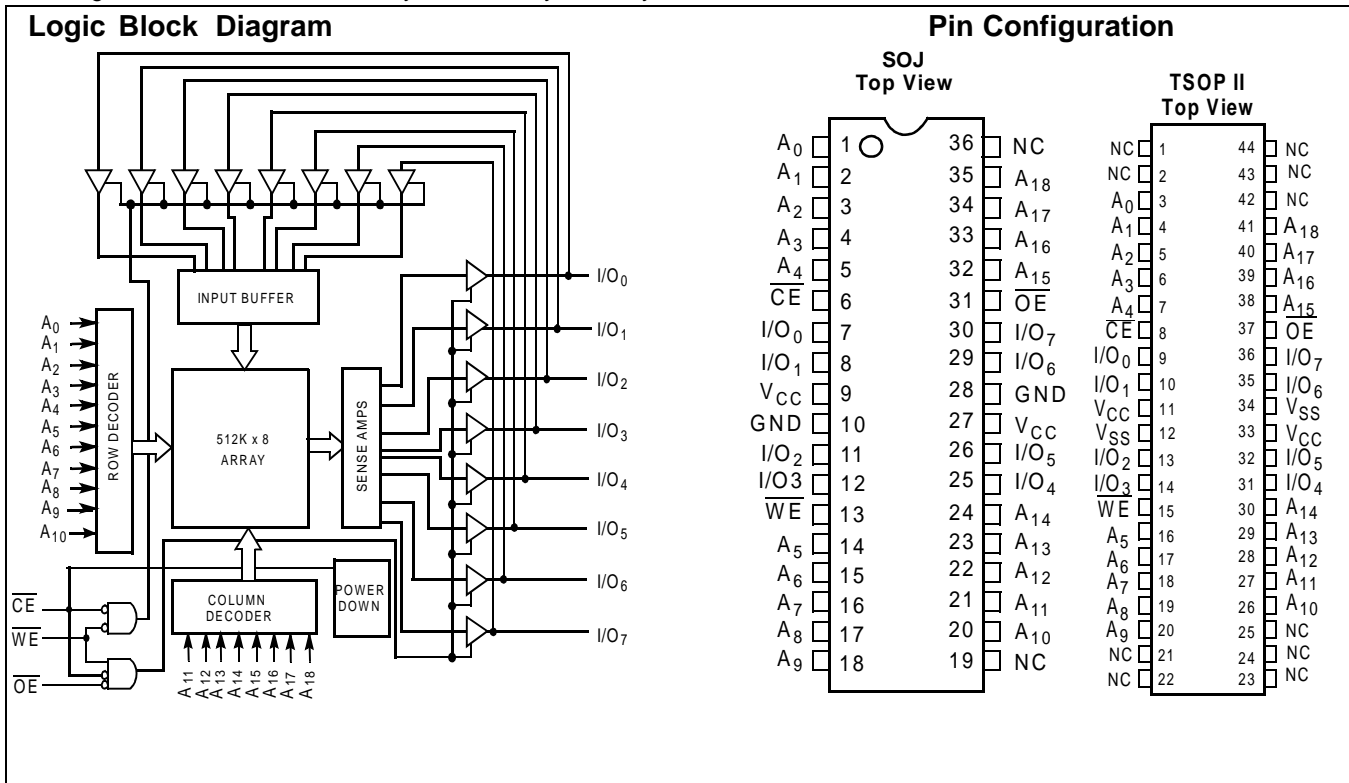 Logic Block Diagram
INPUT BUFFER
A0
A1
A2
A3
A4
A5
A6
A7
A8
A9
A10
ROW DECODER
512K x 8
ARRAY
SENSE AMPS
COLUMN
DECODER
POWER
DOWN
CE
WE
OE
A11
A12
A13
A14
A15
A16
A17
A18
I/O0
I/O1
I/O2
I/O3
I/O4
I/O5
I/O6
I/O7
Pin Configuration
SOJ
Top View
A0 1 36 NC
A1 2 35 A18
A2 3 34 A17
A3 4 33 A16
A4 5 32 A15
CE 6 31 OE
I/O0 7 30 I/O7
I/O1 8 29 I/O6
VCC 9 28 GND
GND 10 27 VCC
I/O2 11 26 I/O5
I/O3 12 25 I/O4
WE 13 24 A14
A5 14 23 A13
A6 15 22 A12
A7 16 21 A11
A8 17 20 A10
A9 18 19 NC
TSOP II
Top View
NC 1 44 NC
NC 2 43 NC
A0 3 42 NC
A1 4 41 A18
A2 5 40 A17
A3 6 39 A16
A4 7 38 A15
CE 8 37 OE
I/O0 9 36 I/O7
I/O1 10 35 I/O6
VCC 11 34 VSS
VSS 12 33 VCC
I/O2 13 32 I/O5
I/O3 14 31 I/O4
WE 15 30 A14
A5 16 29 A13
A6 17 28 A12
A7 18 27 A11
A8 19 26 A10
A9 20 25 NC
NC 21 24 NC
NC 22 23 NC